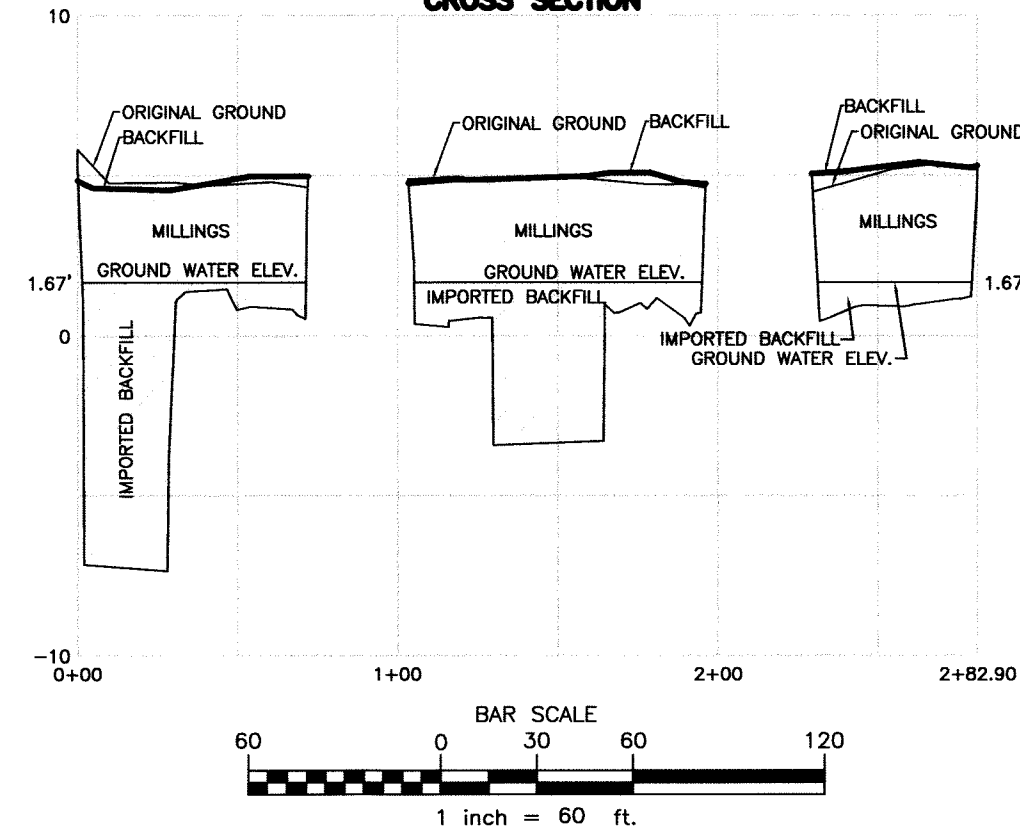 CROSS SECTION
10
ORIGINAL GROUND
BACKFILL
ORIGINAL GROUND
BACKFILL
BACKFILL
ORIGINAL GROUND
MILLINGS
MILLINGS
MILLINGS
GROUND WATER ELEV.
GROUND WATER ELEV.
1.67'
1.67
IMPORTED BACKFILL
IMPORTED BACKFILL
0
IMPORTED BACKFILL
GROUND WATER ELEV.
-10
0+00
1+00
2+00
2+82.90
BAR SCALE
60 0 30 60 120
1 inch = 60 ft.